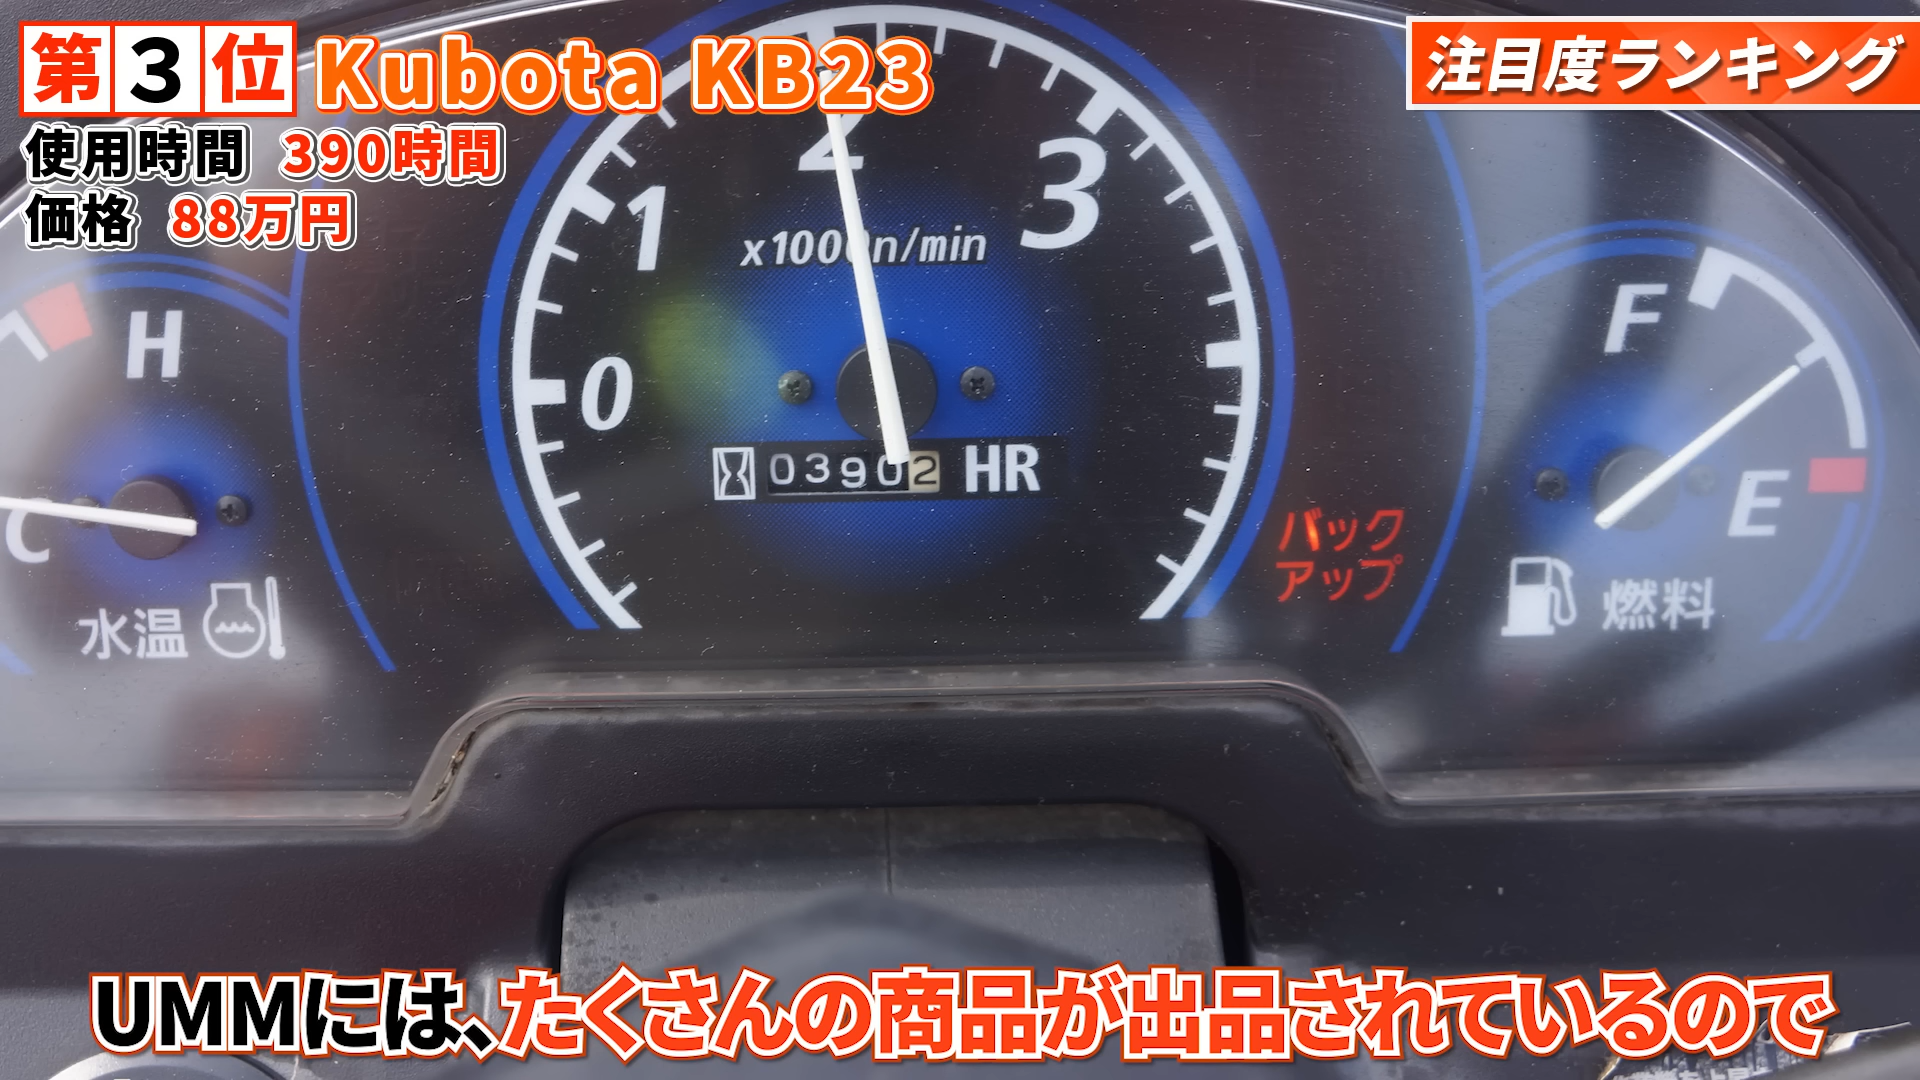 第3位 Kubota KB23
注目度ランキング
使用時間 390時間
価格 88万円
0
1
2
3
x1000n/min
03902 HR
H
C
水温
バック
アップ
F
E
燃料
UMMには、たくさんの商品が出品されているので